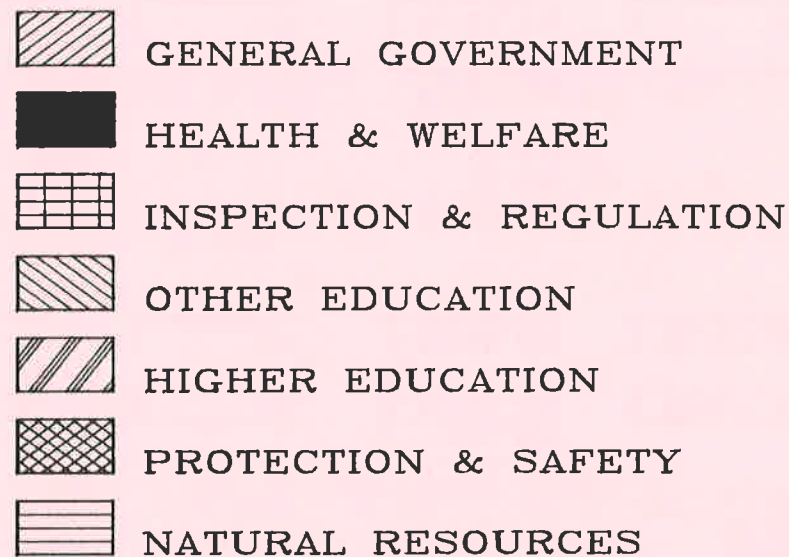 GENERAL GOVERNMENT
HEALTH & WELFARE
INSPECTION & REGULATION
OTHER EDUCATION
HIGHER EDUCATION
PROTECTION & SAFETY
NATURAL RESOURCES